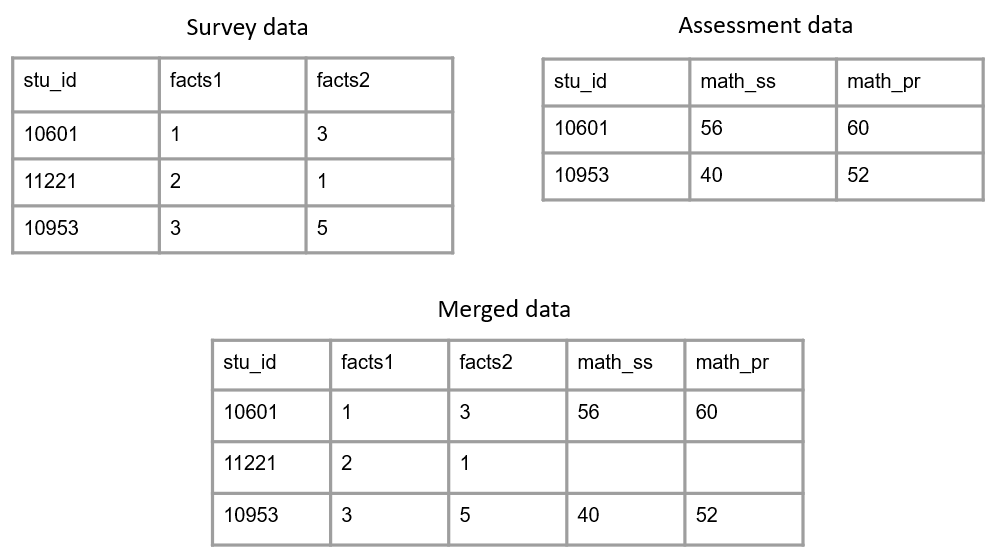 Survey data
stu_id facts1 facts2
10601 1 3
11221 2 1
10953 3 5
Assessment data
stu_id math_ss math_pr
10601 56 60
10953 40 52
Merged data
stu_id facts1 facts2 math_ss math_pr
10601 1 3 56 60
11221 2 1
10953 3 5 40 52